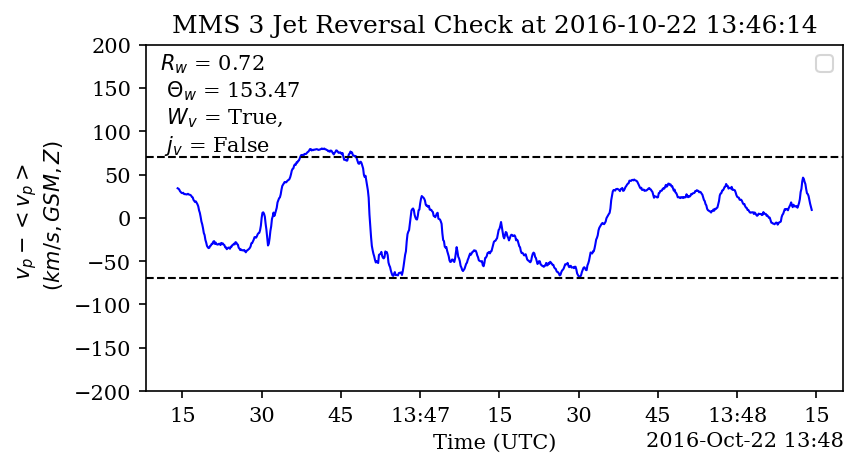 MMS 3 Jet Reversal Check at 2016-10-22 13:46:14
200
150
100
50
0
−50
−100
−150
−200
v_p − < v_p >
(km/s, GSM, Z)
R_w = 0.72
Θ_w = 153.47
W_v = True,
j_v = False
15 30 45 13:47 15 30 45 13:48 15
Time (UTC)
2016-Oct-22 13:48